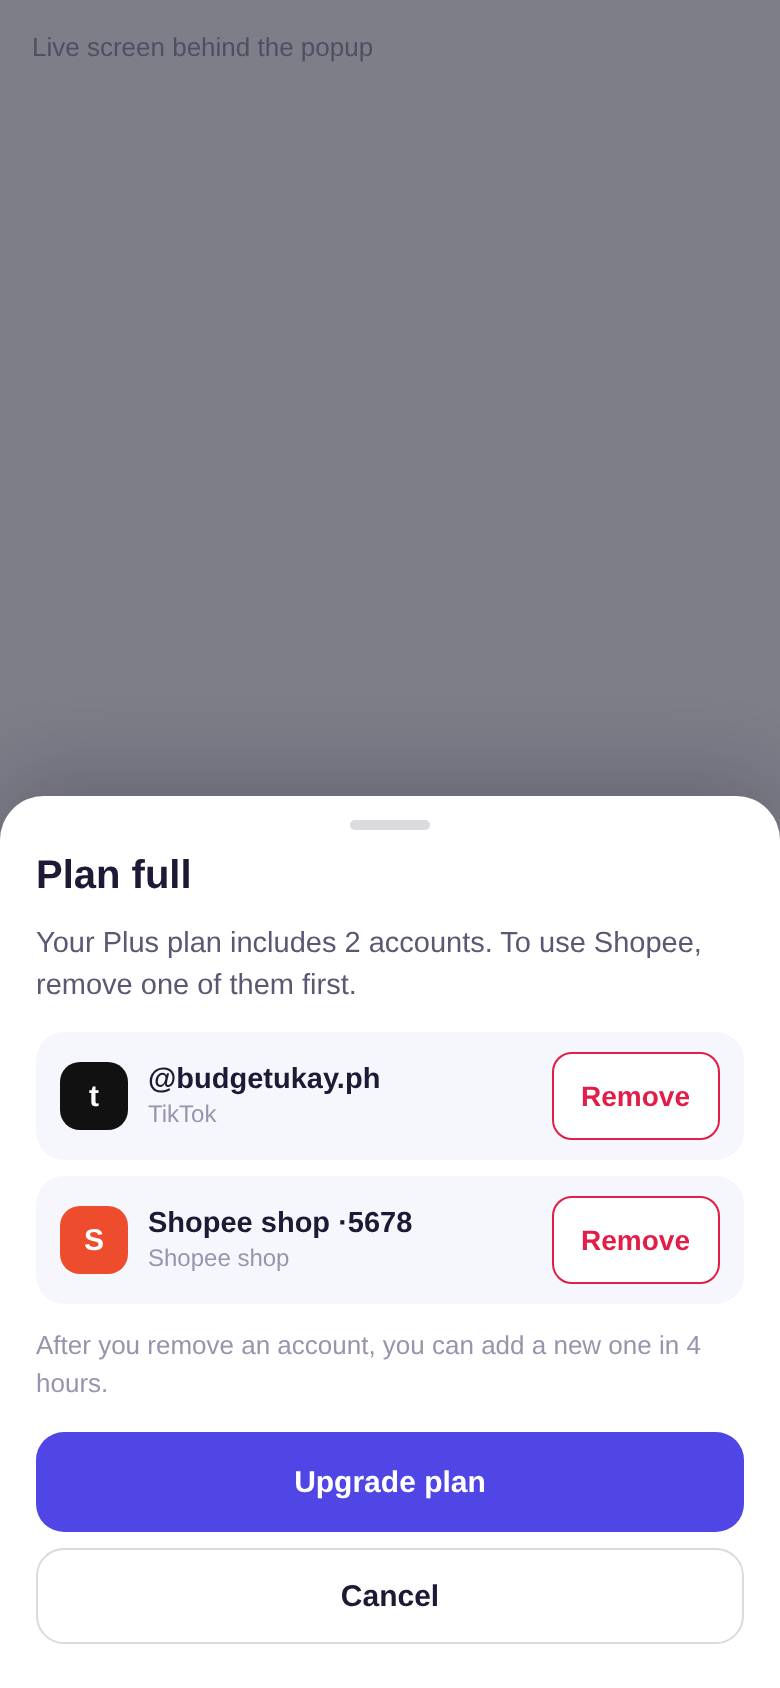 Live screen behind the popup
Plan full
Your Plus plan includes 2 accounts. To use Shopee,
remove one of them first.
t
@budgetukay.ph
TikTok
Remove
S
Shopee shop ·5678
Shopee shop
Remove
After you remove an account, you can add a new one in 4
hours.
Upgrade plan
Cancel